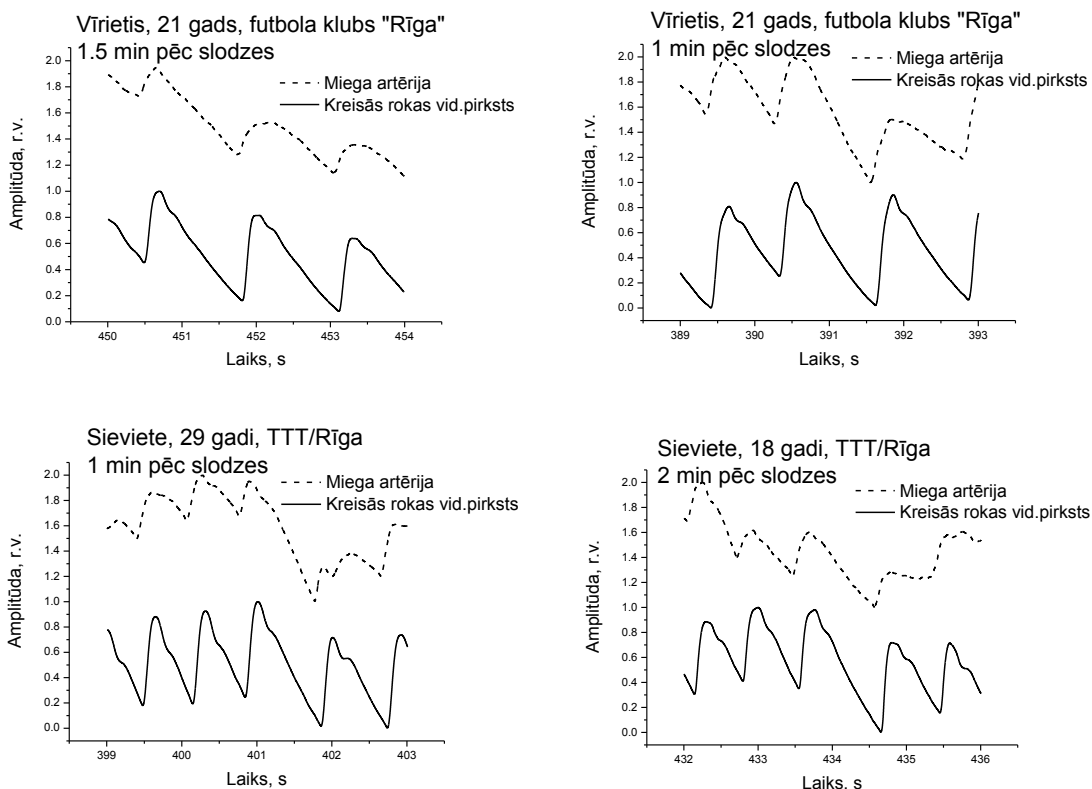 Vīrietis, 21 gads, futbola klubs "Rīga"
1.5 min pēc slodzes
Miega artērija
Kreisās rokas vid.pirksts
Amplitūda, r.v.
2.0
1.8
1.6
1.4
1.2
1.0
0.8
0.6
0.4
0.2
0.0
450
451
452
453
454
Laiks, s
Vīrietis, 21 gads, futbola klubs "Rīga"
1 min pēc slodzes
Miega artērija
Kreisās rokas vid.pirksts
Amplitūda, r.v.
2.0
1.8
1.6
1.4
1.2
1.0
0.8
0.6
0.4
0.2
0.0
389
390
391
392
393
Laiks, s
Sieviete, 29 gadi, TTT/Rīga
1 min pēc slodzes
Miega artērija
Kreisās rokas vid.pirksts
Amplitūda, r.v.
2.0
1.8
1.6
1.4
1.2
1.0
0.8
0.6
0.4
0.2
0.0
399
400
401
402
403
Laiks, s
Sieviete, 18 gadi, TTT/Rīga
2 min pēc slodzes
Miega artērija
Kreisās rokas vid.pirksts
Amplitūda, r.v.
2.0
1.8
1.6
1.4
1.2
1.0
0.8
0.6
0.4
0.2
0.0
432
433
434
435
436
Laiks, s